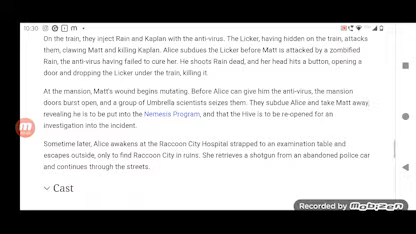 10:30
On the train, they inject Rain and Kaplan with the anti-virus. The Licker, having hidden on the train, attacks
them, clawing Matt and killing Kaplan. Alice subdues the Licker before Matt is attacked by a zombified
Rain, the anti-virus having failed to cure her. He shoots Rain dead, and her head hits a button, opening a
door and dropping the Licker under the train, killing it.
At the mansion, Matt's wound begins mutating. Before Alice can give him the anti-virus, the mansion
doors burst open, and a group of Umbrella scientists seizes them. They subdue Alice and take Matt away,
revealing he is to be put into the Nemesis Program, and that the Hive is to be re-opened for an
investigation into the incident.
Sometime later, Alice awakens at the Raccoon City Hospital strapped to an examination table and
escapes outside, only to find Raccoon City in ruins. She retrieves a shotgun from an abandoned police car
and continues through the streets.
Cast
Recorded by Mobizen